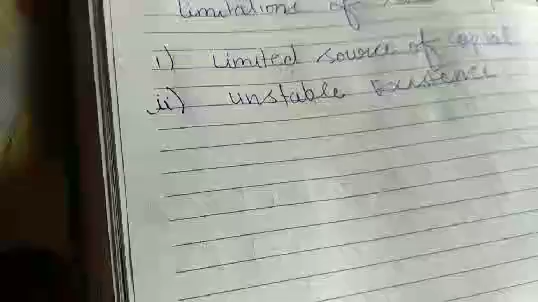 limitations of
i) limited source of capital
ii) unstable Existence